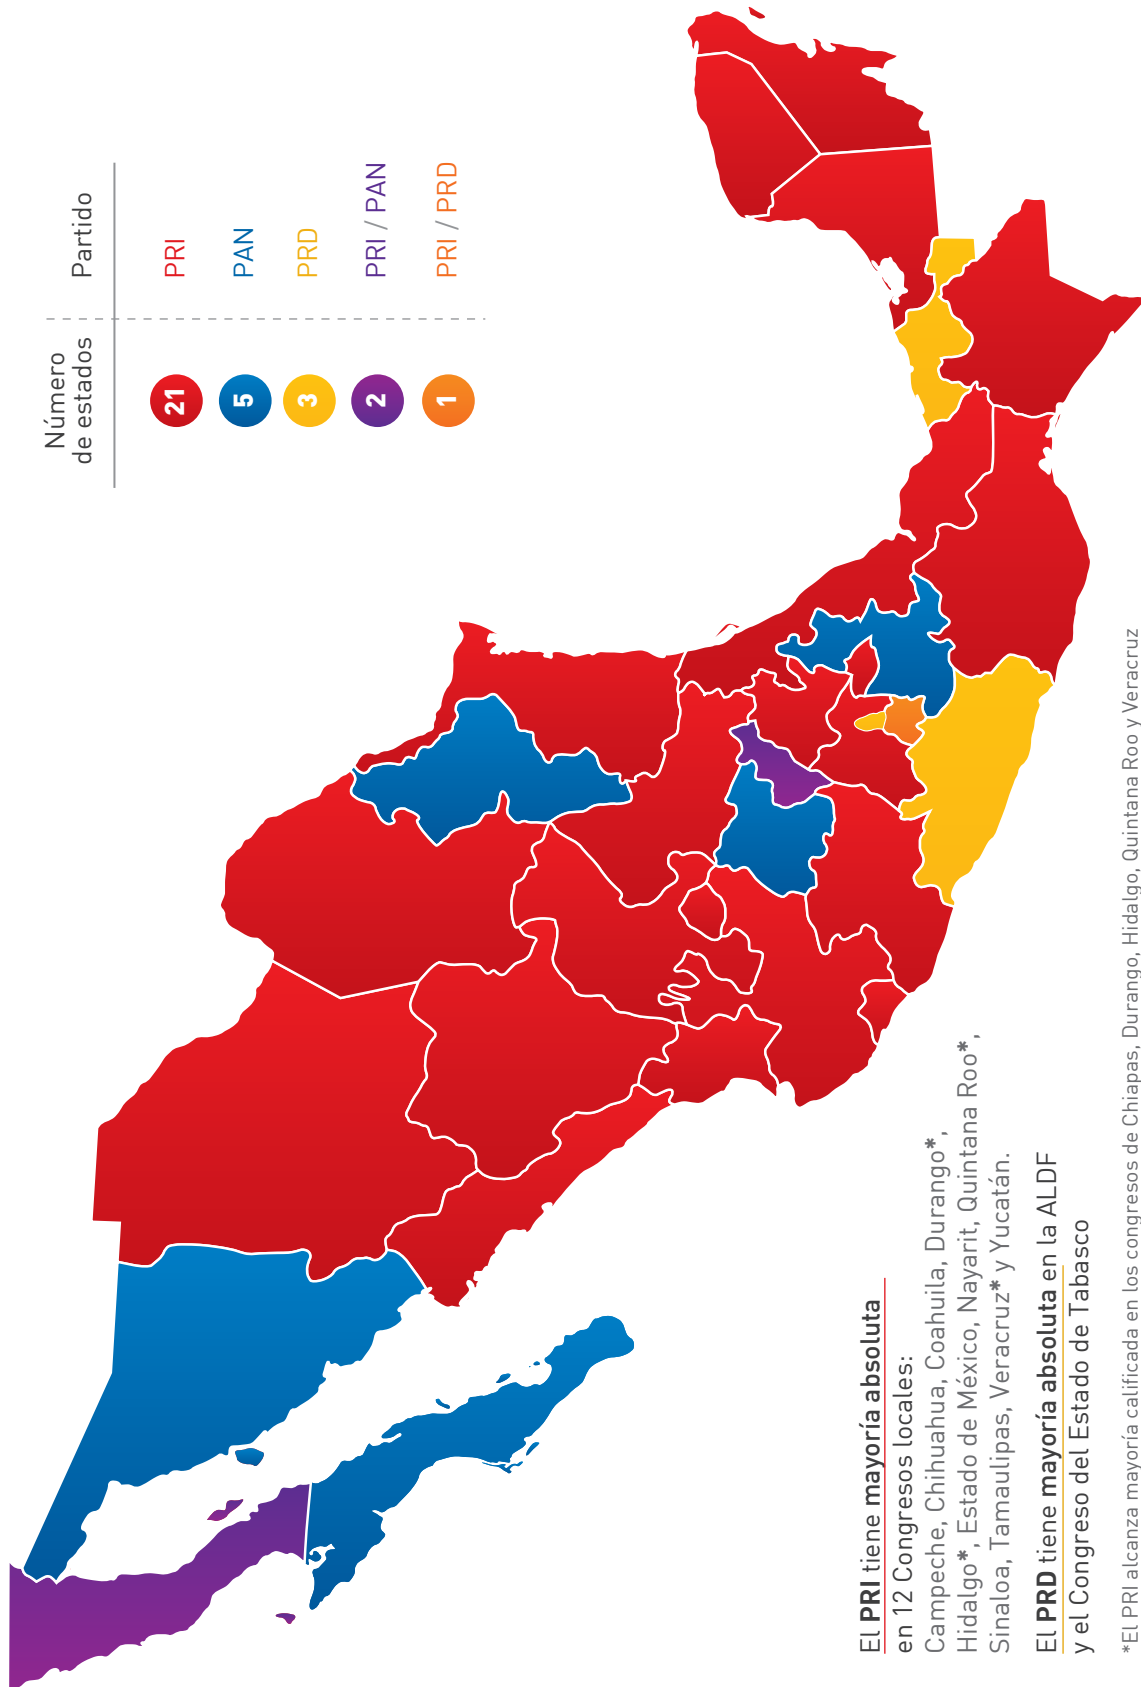 Número
de estados
Partido
21 PRI
5 PAN
3 PRD
2 PRI / PAN
1 PRI / PRD
El PRI tiene mayoría absoluta
en 12 Congresos locales:
Campeche, Chihuahua, Coahuila, Durango*,
Hidalgo*, Estado de México, Nayarit, Quintana Roo*,
Sinaloa, Tamaulipas, Veracruz* y Yucatán.
El PRD tiene mayoría absoluta en la ALDF
y el Congreso del Estado de Tabasco
*El PRI alcanza mayoría calificada en los congresos de Chiapas, Durango, Hidalgo, Quintana Roo y Veracruz